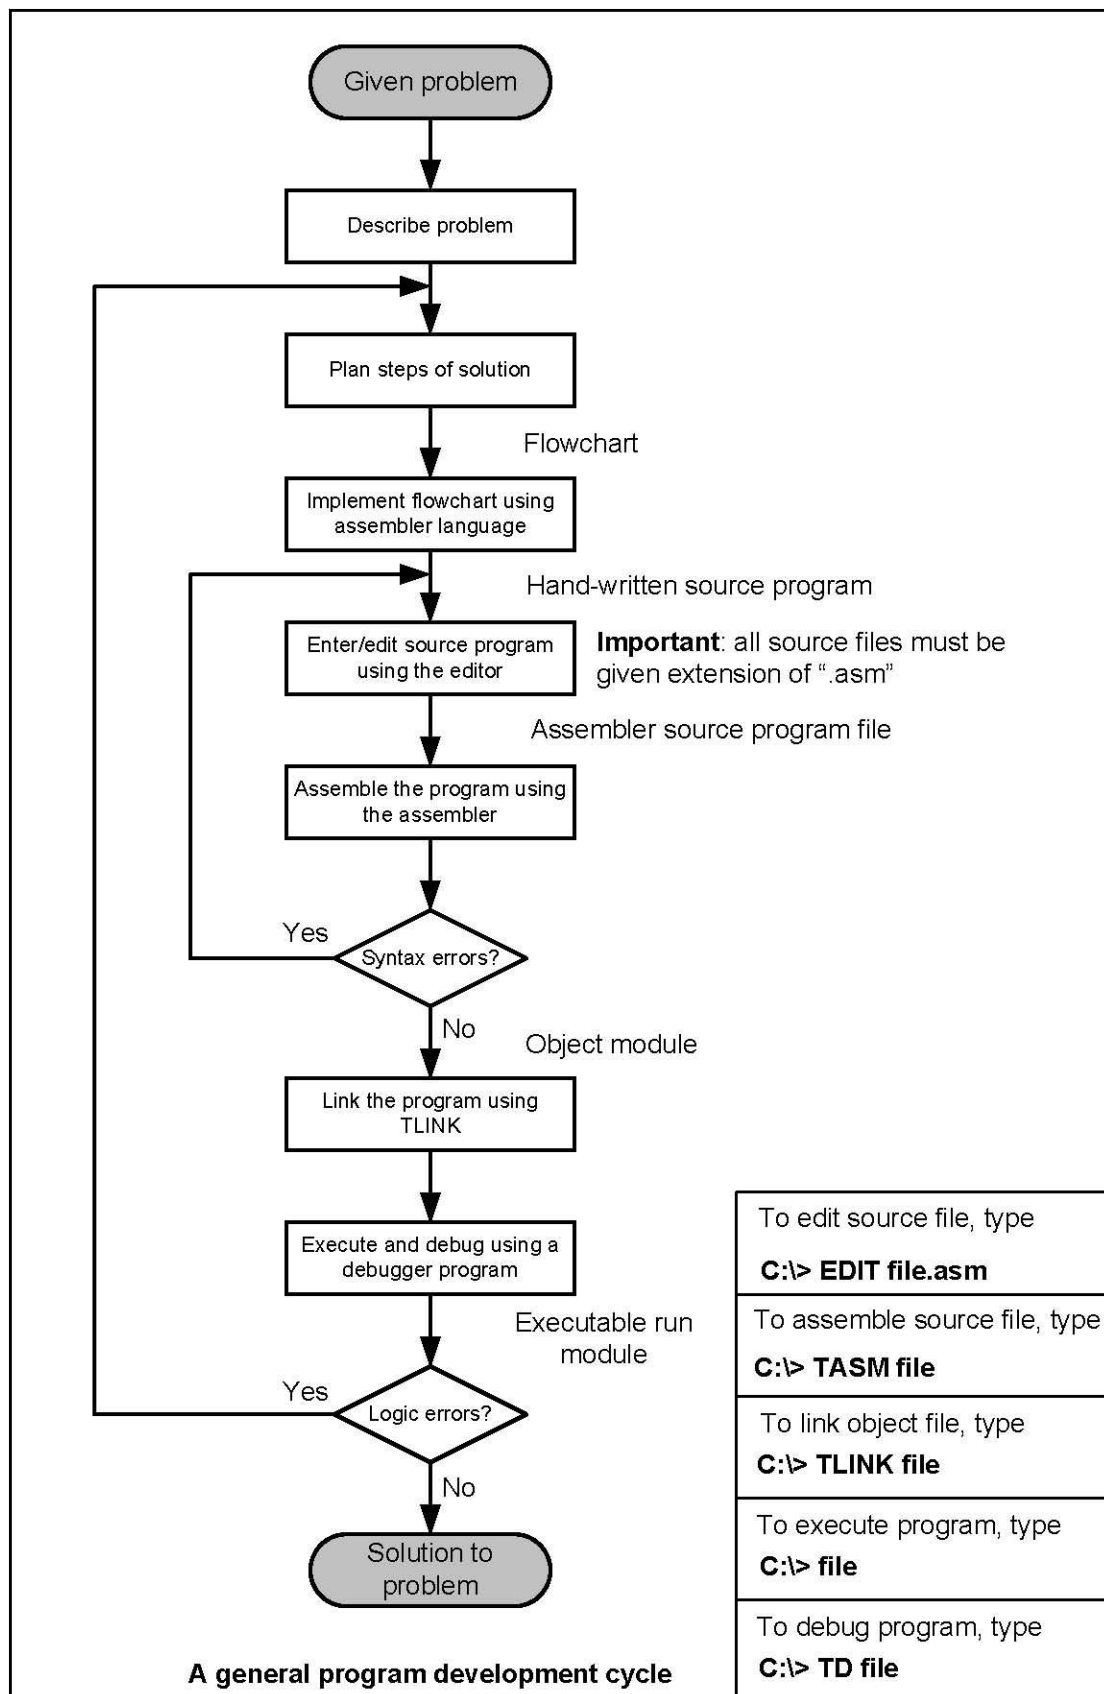 Given problem
Describe problem
Plan steps of solution
Flowchart
Implement flowchart using
assembler language
Hand-written source program
Enter/edit source program
using the editor
Important: all source files must be
given extension of “.asm”
Assembler source program file
Assemble the program using
the assembler
Yes
Syntax errors?
No
Object module
Link the program using
TLINK
Execute and debug using a
debugger program
Executable run
module
Yes
Logic errors?
No
Solution to
problem
A general program development cycle
To edit source file, type
C:\> EDIT file.asm
To assemble source file, type
C:\> TASM file
To link object file, type
C:\> TLINK file
To execute program, type
C:\> file
To debug program, type
C:\> TD file